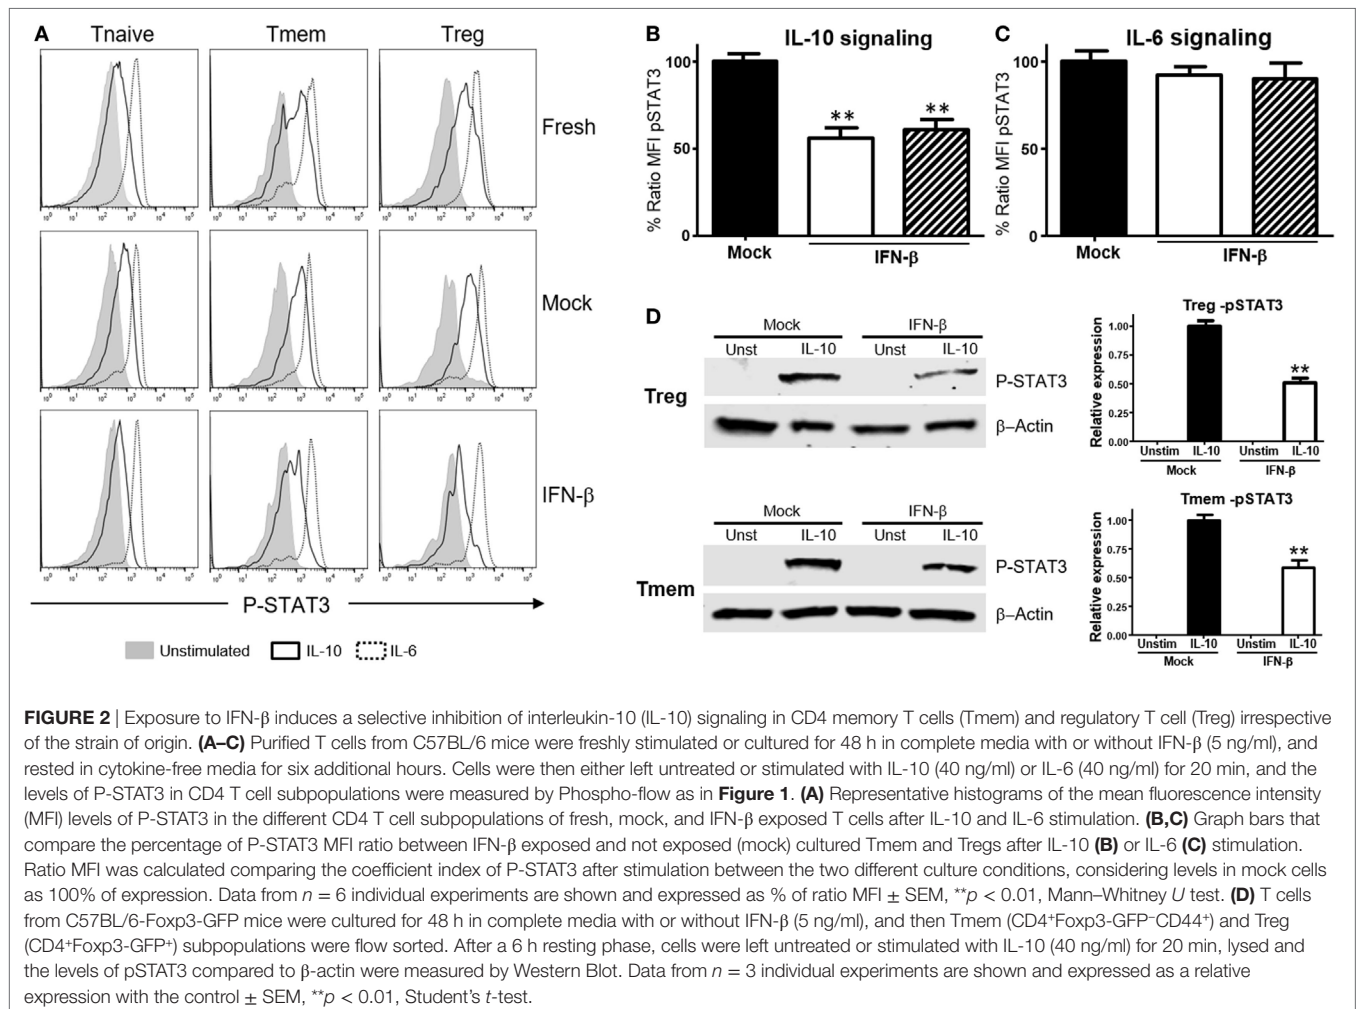 A
Tnaive Tmem Treg
Fresh
Mock
IFN-β
0 10¹ 10² 10³ 10⁴ 10⁵
P-STAT3
Unstimulated IL-10 IL-6
B
IL-10 signaling
% Ratio MFI pSTAT3
100
50
0
** **
Mock IFN-β
C
IL-6 signaling
% Ratio MFI pSTAT3
100
50
0
Mock IFN-β
D
Mock IFN-β
Unst IL-10 Unst IL-10
Treg
P-STAT3
β–Actin
Mock IFN-β
Unst IL-10 Unst IL-10
Tmem
P-STAT3
β–Actin
Treg -pSTAT3
Relative expression
1.00
0.75
0.50
0.25
0.00
**
Unstim IL-10 Unstim IL-10
Mock IFN-β
Tmem -pSTAT3
Relative expression
1.00
0.75
0.50
0.25
0.00
**
Unstim IL-10 Unstim IL-10
Mock IFN-β
FIGURE 2 | Exposure to IFN-β induces a selective inhibition of interleukin-10 (IL-10) signaling in CD4 memory T cells (Tmem) and regulatory T cell (Treg) irrespective
of the strain of origin. (A–C) Purified T cells from C57BL/6 mice were freshly stimulated or cultured for 48 h in complete media with or without IFN-β (5 ng/ml), and
rested in cytokine-free media for six additional hours. Cells were then either left untreated or stimulated with IL-10 (40 ng/ml) or IL-6 (40 ng/ml) for 20 min, and the
levels of P-STAT3 in CD4 T cell subpopulations were measured by Phospho-flow as in Figure 1. (A) Representative histograms of the mean fluorescence intensity
(MFI) levels of P-STAT3 in the different CD4 T cell subpopulations of fresh, mock, and IFN-β exposed T cells after IL-10 and IL-6 stimulation. (B,C) Graph bars that
compare the percentage of P-STAT3 MFI ratio between IFN-β exposed and not exposed (mock) cultured Tmem and Tregs after IL-10 (B) or IL-6 (C) stimulation.
Ratio MFI was calculated comparing the coefficient index of P-STAT3 after stimulation between the two different culture conditions, considering levels in mock cells
as 100% of expression. Data from n = 6 individual experiments are shown and expressed as % of ratio MFI ± SEM, **p < 0.01, Mann–Whitney U test. (D) T cells
from C57BL/6-Foxp3-GFP mice were cultured for 48 h in complete media with or without IFN-β (5 ng/ml), and then Tmem (CD4⁺Foxp3-GFP⁻CD44⁺) and Treg
(CD4⁺Foxp3-GFP⁺) subpopulations were flow sorted. After a 6 h resting phase, cells were left untreated or stimulated with IL-10 (40 ng/ml) for 20 min, lysed and
the levels of pSTAT3 compared to β-actin were measured by Western Blot. Data from n = 3 individual experiments are shown and expressed as a relative
expression with the control ± SEM, **p < 0.01, Student's t-test.